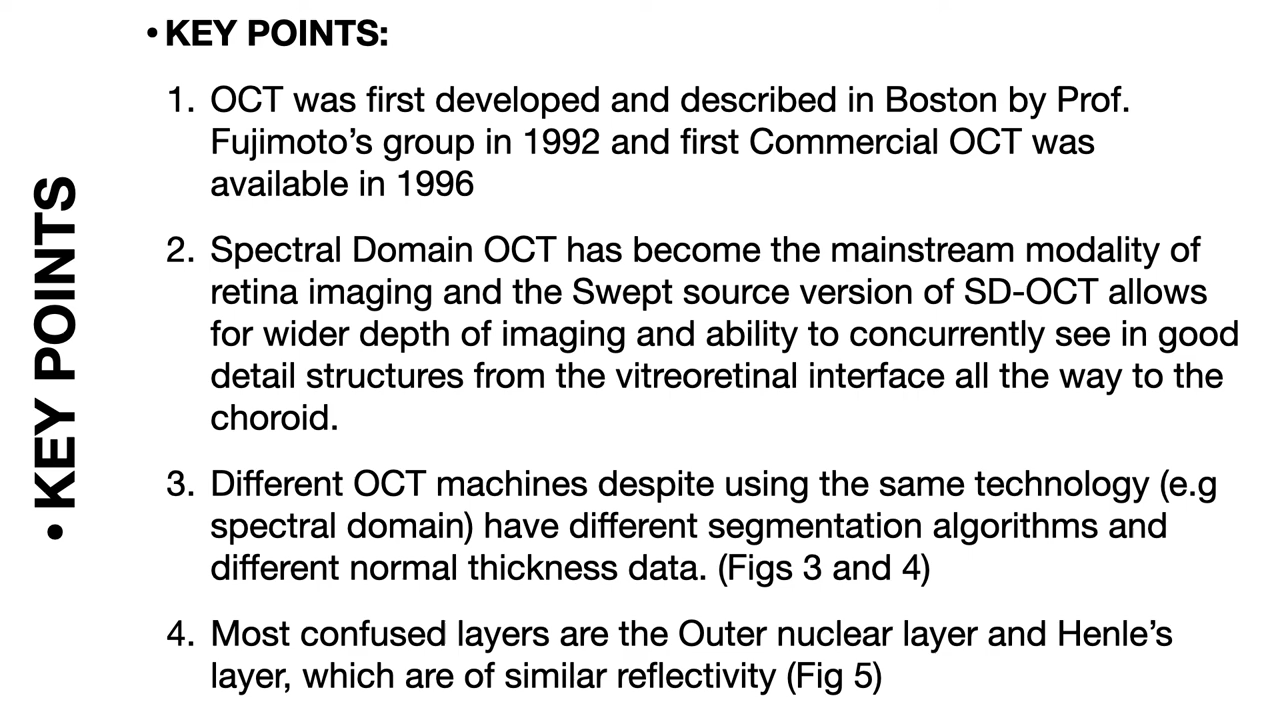 • KEY POINTS
• KEY POINTS:
1. OCT was first developed and described in Boston by Prof.
Fujimoto’s group in 1992 and first Commercial OCT was
available in 1996
2. Spectral Domain OCT has become the mainstream modality of
retina imaging and the Swept source version of SD-OCT allows
for wider depth of imaging and ability to concurrently see in good
detail structures from the vitreoretinal interface all the way to the
choroid.
3. Different OCT machines despite using the same technology (e.g
spectral domain) have different segmentation algorithms and
different normal thickness data. (Figs 3 and 4)
4. Most confused layers are the Outer nuclear layer and Henle’s
layer, which are of similar reflectivity (Fig 5)